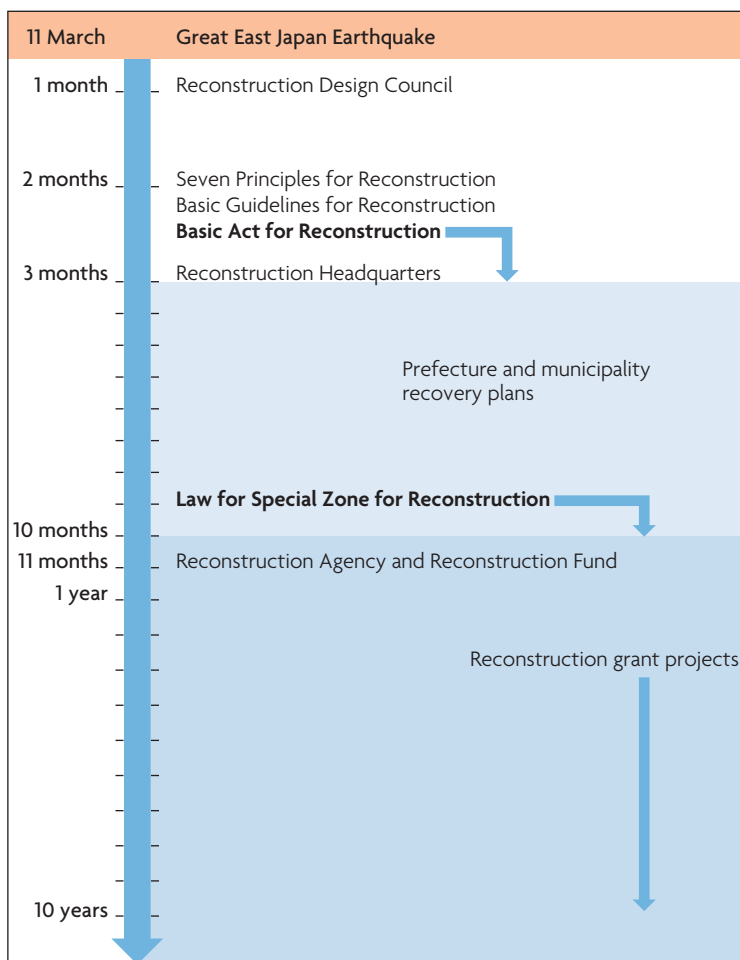 11 March Great East Japan Earthquake
1 month Reconstruction Design Council
2 months Seven Principles for Reconstruction
Basic Guidelines for Reconstruction
Basic Act for Reconstruction
3 months Reconstruction Headquarters
Prefecture and municipality
recovery plans
Law for Special Zone for Reconstruction
10 months
11 months Reconstruction Agency and Reconstruction Fund
1 year
Reconstruction grant projects
10 years